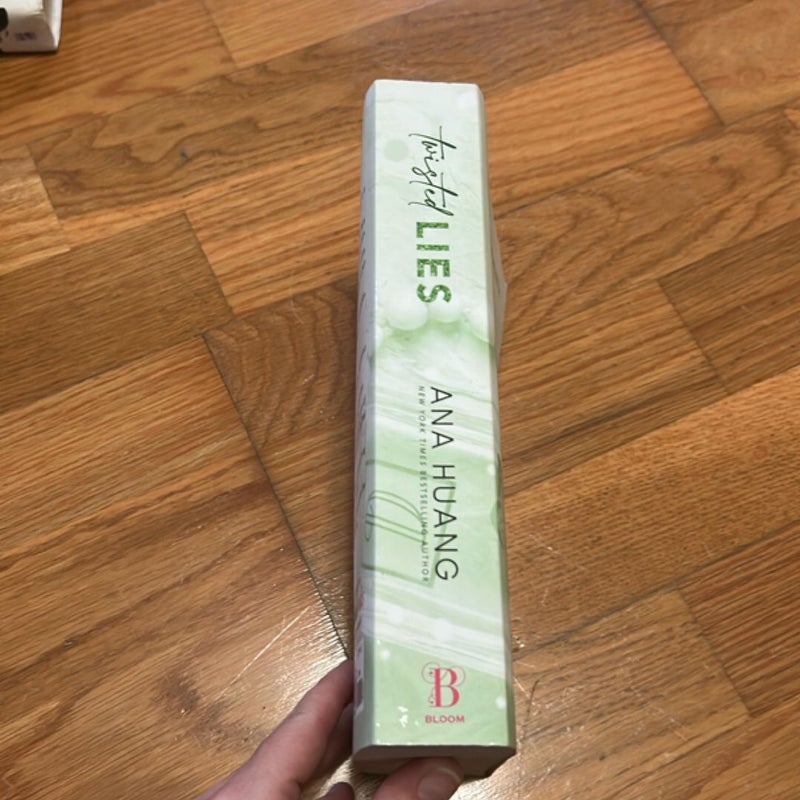 twisted
LIES
ANA HUANG
NEW YORK TIMES BESTSELLING AUTHOR
B
BLOOM